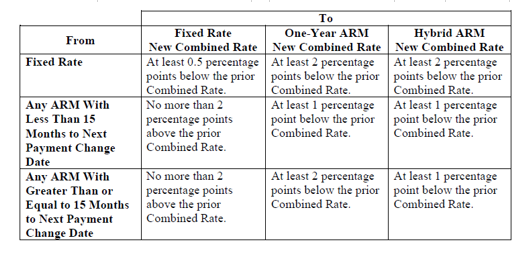 To
From
Fixed Rate
New Combined Rate
One-Year ARM
New Combined Rate
Hybrid ARM
New Combined Rate
Fixed Rate
At least 0.5 percentage
points below the prior
Combined Rate.
At least 2 percentage
points below the prior
Combined Rate.
At least 2 percentage
points below the prior
Combined Rate.
Any ARM With
Less Than 15
Months to Next
Payment Change
Date
No more than 2
percentage points
above the prior
Combined Rate.
At least 1 percentage
point below the prior
Combined Rate.
At least 1 percentage
point below the prior
Combined Rate.
Any ARM With
Greater Than or
Equal to 15 Months
to Next Payment
Change Date
No more than 2
percentage points
above the prior
Combined Rate.
At least 2 percentage
points below the prior
Combined Rate.
At least 1 percentage
point below the prior
Combined Rate.